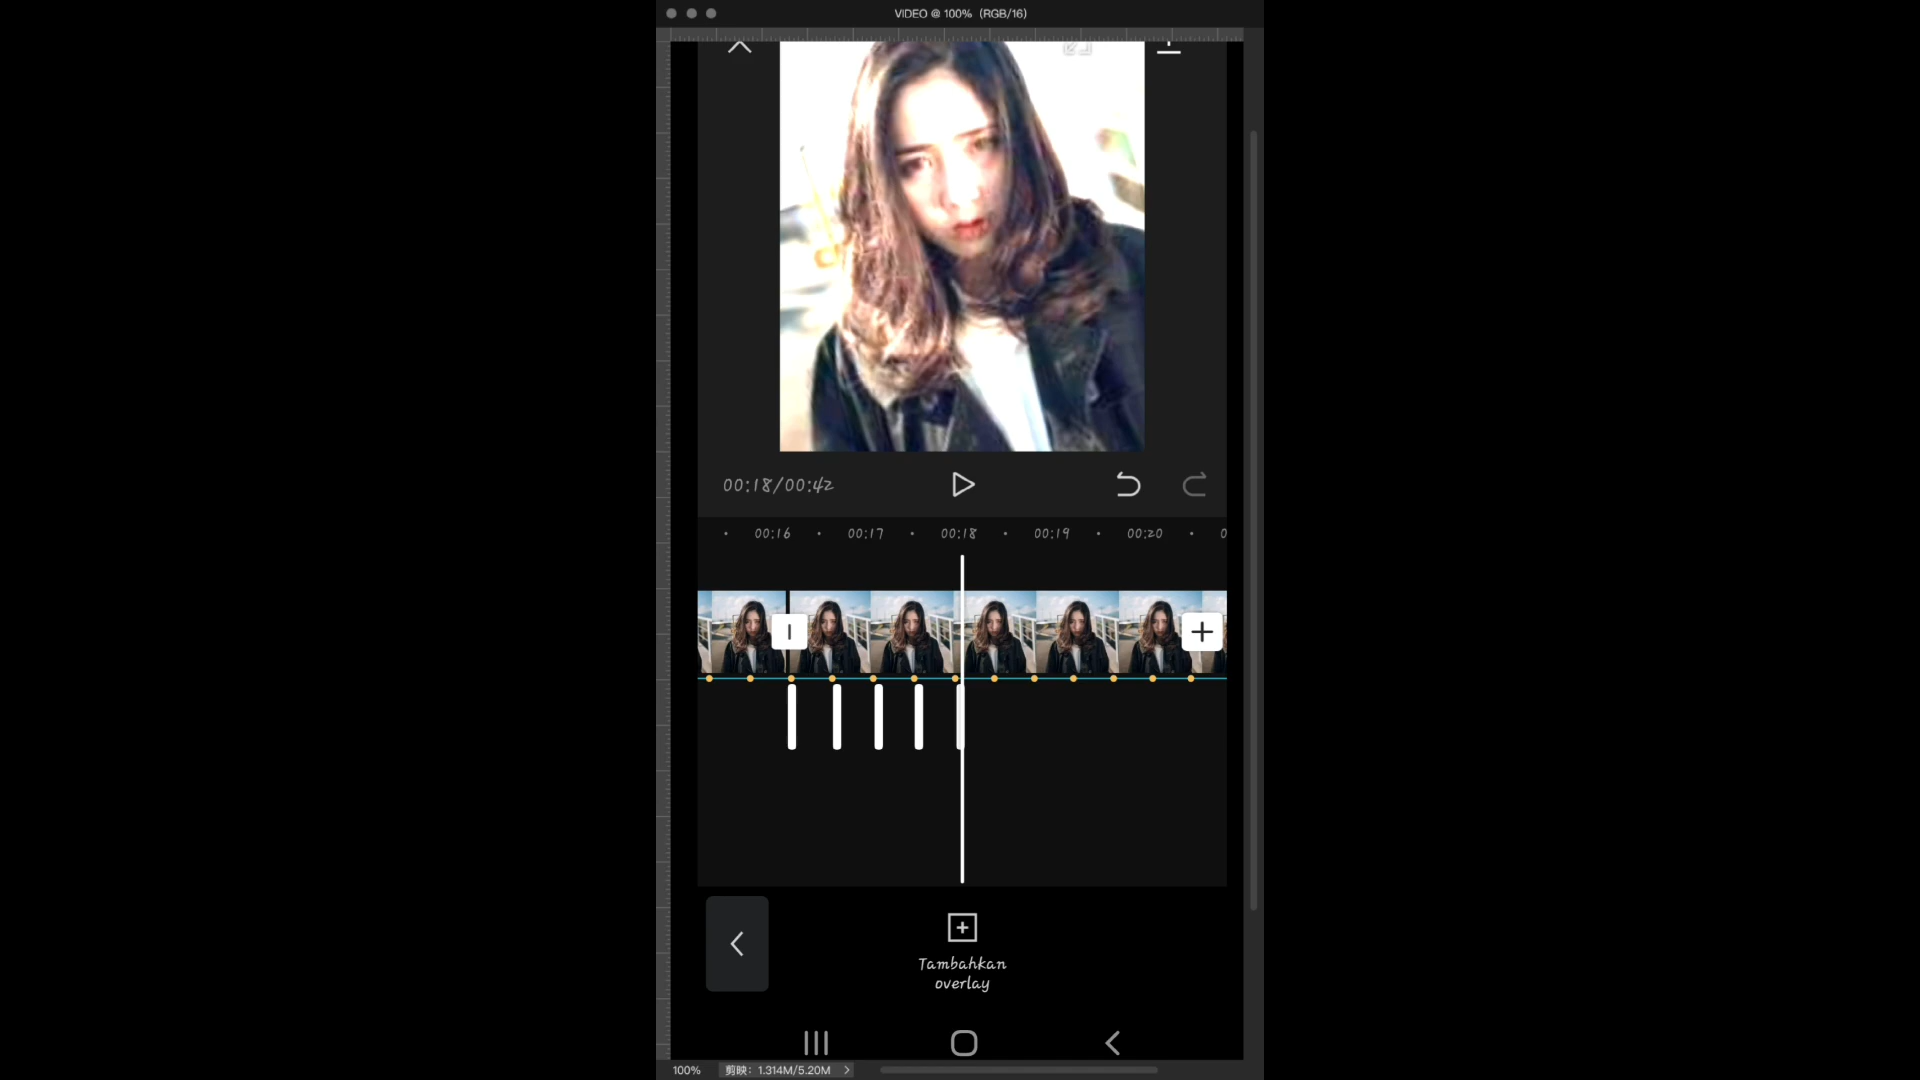 VIDEO @ 100% (RGB/16)
00:18/00:42
00:16 00:17 00:18 00:19 00:20 0
Tambahkan
overlay
100% 剪映: 1.314M/5.20M